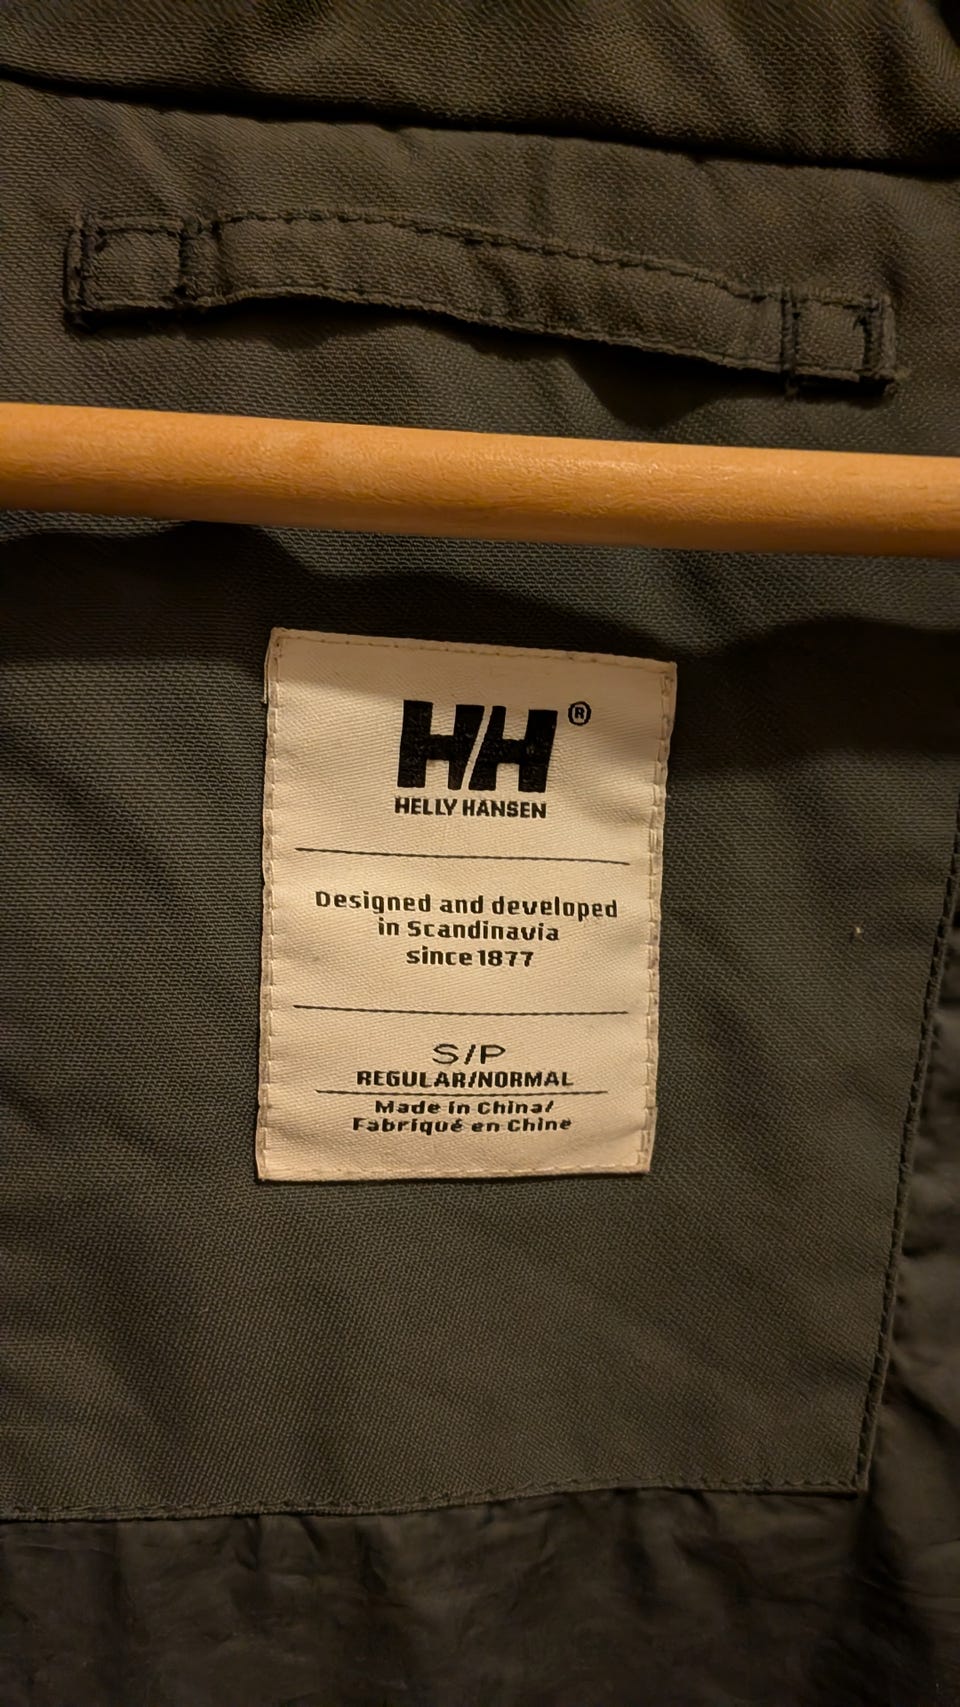 HH®
HELLY HANSEN
Designed and developed
in Scandinavia
since 1877
S/P
REGULAR/NORMAL
Made in China/
Fabriqué en Chine